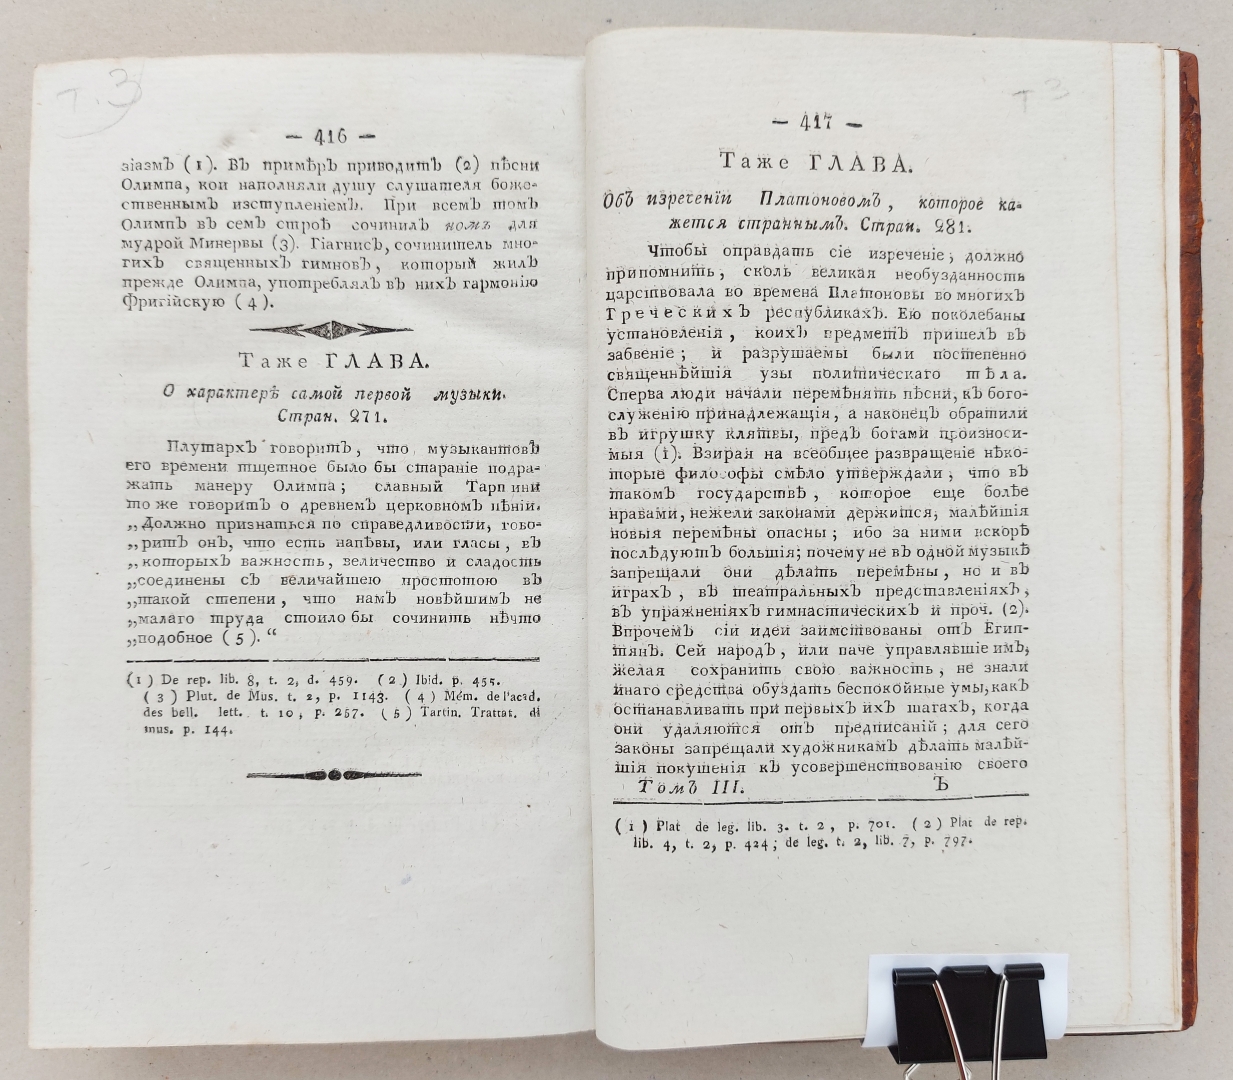 т. 3
— 416 —
зіазмЪ (1). ВЪ примѣрЪ приводитЪ (2) пѣсни
Олимпа, кои наполняли душу слушателя боже-
ственнымЪ изступленіемЪ. При всемЪ томЪ
ОлимпЪ вЪ семЪ строѣ сочинилЪ номЪ для
мудрой Минервы (3). ГіагнисЪ, сочинитель мно-
гихЪ священныхЪ гимновЪ, который жилЪ
прежде Олимпа, употреблялЪ вЪ нихЪ гармонію
Фригійскую (4).
Таже ГЛАВА.
О характерѣ самой первой музыки.
Стран. 271.
ПлутархЪ говоритЪ, что музыкантовЪ
его времени тщетное было бы стараніе подра-
жать манеру Олимпа; славный Тартини
тоже говоритЪ о древнемЪ церковномЪ пѣніи.
„Должно признаться по справедливости, гово-
„ритЪ онЪ, что есть напѣвы, или гласы, вЪ
„которыхЪ важность, величество и сладость
„соединены сЪ величайшею простотою вЪ
„такой степени, что намЪ новѣйшимЪ не
„малаго труда стоило бы сочинить нѣчто
„подобное (5).“
(1) De rep. lib. 8, t. 2, d. 459. (2) Ibid. p. 455.
(3) Plut. de Mus. t. 2, p. 1143. (4) Mém. de l'acad.
des bell. lett. t. 10, p. 257. (5) Tartin. Trattat. di
mus. p. 144.
т 3
— 417 —
Таже ГЛАВА.
ОбЪ изреченіи ПлатоновомЪ, которое ка-
жется страннымЪ. Стран. 281.
Чтобы оправдать сіе изреченіе, должно
припомнить, сколь великая необузданность
царствовала во времена Платоновы во многихЪ
ГреческихЪ республикахЪ. Ею поколебаны
установленія, коихЪ предметЪ пришелЪ вЪ
забвеніе; и разрушаемы были постепенно
священнѣйшія узы политическаго тѣла.
Сперва люди начали перемѣнять пѣсни, кЪ бого-
служенію принадлежащія, а наконецЪ обратили
вЪ игрушку клятвы, предЪ богами произноси-
мыя (1). Взирая на всеобщее развращеніе нѣко-
торые философы смѣло утверждали, что вЪ
такомЪ государствѣ, которое еще болѣе
нравами, нежели законами держится, малѣйшія
новыя перемѣны опасны; ибо за ними вскорѣ
послѣдуютЪ большія; почему не вЪ одной музыкѣ
запрещали они дѣлать перемѣны, но и вЪ
играхЪ, вЪ театральныхЪ представленіяхЪ,
вЪ упражненіяхЪ гимнастическихЪ и проч. (2).
ВпрочемЪ сіи идеи заимствованы отЪ Егип-
тянЪ. Сей народЪ, или паче управлявшіе имЪ,
желая сохранить свою важность, не знали
инаго средства обуздать беспокойные умы, какЪ
останавливать при первыхЪ ихЪ шагахЪ, когда
они удаляются отЪ предписаній; для сего
законы запрещали художникамЪ дѣлать малѣй-
шія покушенія кЪ усовершенствованію своего
ТомЪ III. Ъ
(1) Plat de leg. lib. 3. t. 2, p. 701. (2) Plat de rep.
lib. 4, t. 2, p. 424; de leg. t. 2, lib. 7, p. 797.